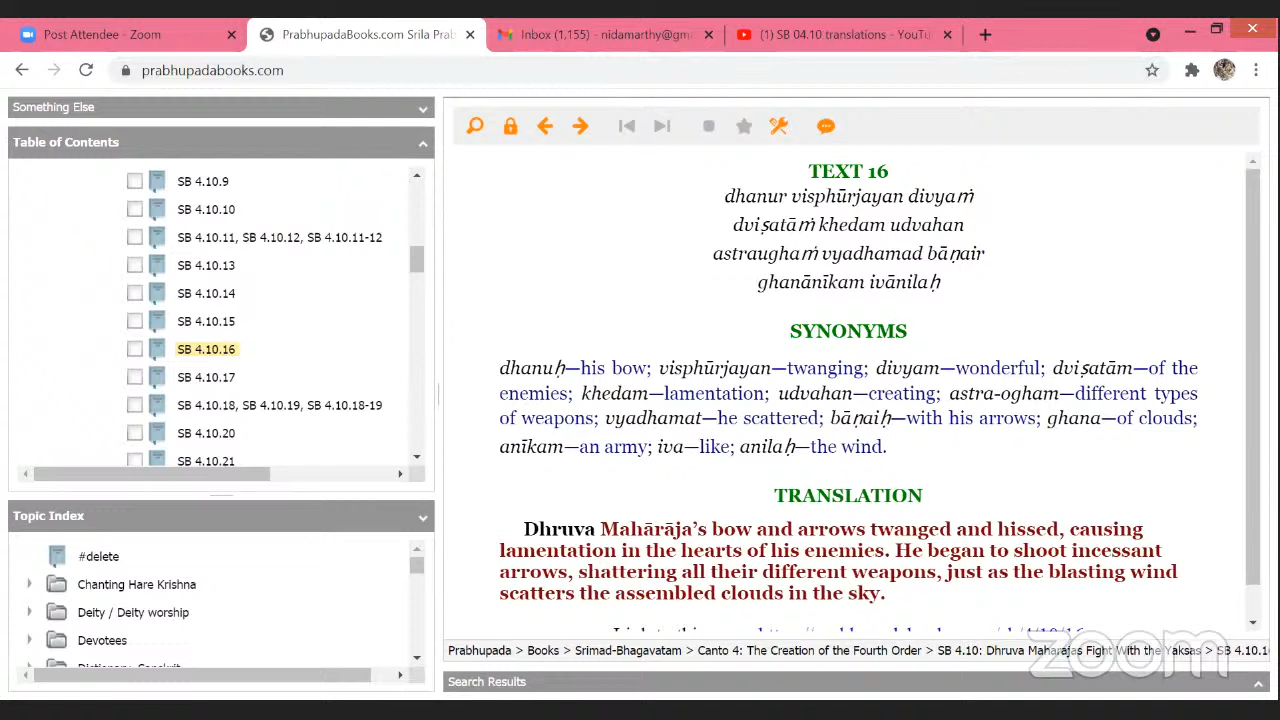 Post Attendee - Zoom
PrabhupadaBooks.com Srila Prab
Inbox (1,155) - nidamarthy@gm
(1) SB 04.10 translations - YouTu
prabhupadabooks.com
Something Else
Table of Contents
SB 4.10.9
SB 4.10.10
SB 4.10.11, SB 4.10.12, SB 4.10.11-12
SB 4.10.13
SB 4.10.14
SB 4.10.15
SB 4.10.16
SB 4.10.17
SB 4.10.18, SB 4.10.19, SB 4.10.18-19
SB 4.10.20
SB 4.10.21
Topic Index
#delete
Chanting Hare Krishna
Deity / Deity worship
Devotees
TEXT 16
dhanur visphūrjayan divyaṁ
dviṣatāṁ khedam udvahan
astraughaṁ vyadhamad bāṇair
ghanānīkam ivānilaḥ
SYNONYMS
dhanuḥ—his bow; visphūrjayan—twanging; divyam—wonderful; dviṣatām—of the
enemies; khedam—lamentation; udvahan—creating; astra-ogham—different types
of weapons; vyadhamat—he scattered; bāṇaiḥ—with his arrows; ghana—of clouds;
anīkam—an army; iva—like; anilaḥ—the wind.
TRANSLATION
Dhruva Mahārāja's bow and arrows twanged and hissed, causing
lamentation in the hearts of his enemies. He began to shoot incessant
arrows, shattering all their different weapons, just as the blasting wind
scatters the assembled clouds in the sky.
Prabhupada > Books > Srimad-Bhagavatam > Canto 4: The Creation of the Fourth Order > SB 4.10: Dhruva Maharajas Fight With the Yaksas > SB 4.10.16
Search Results
zoom